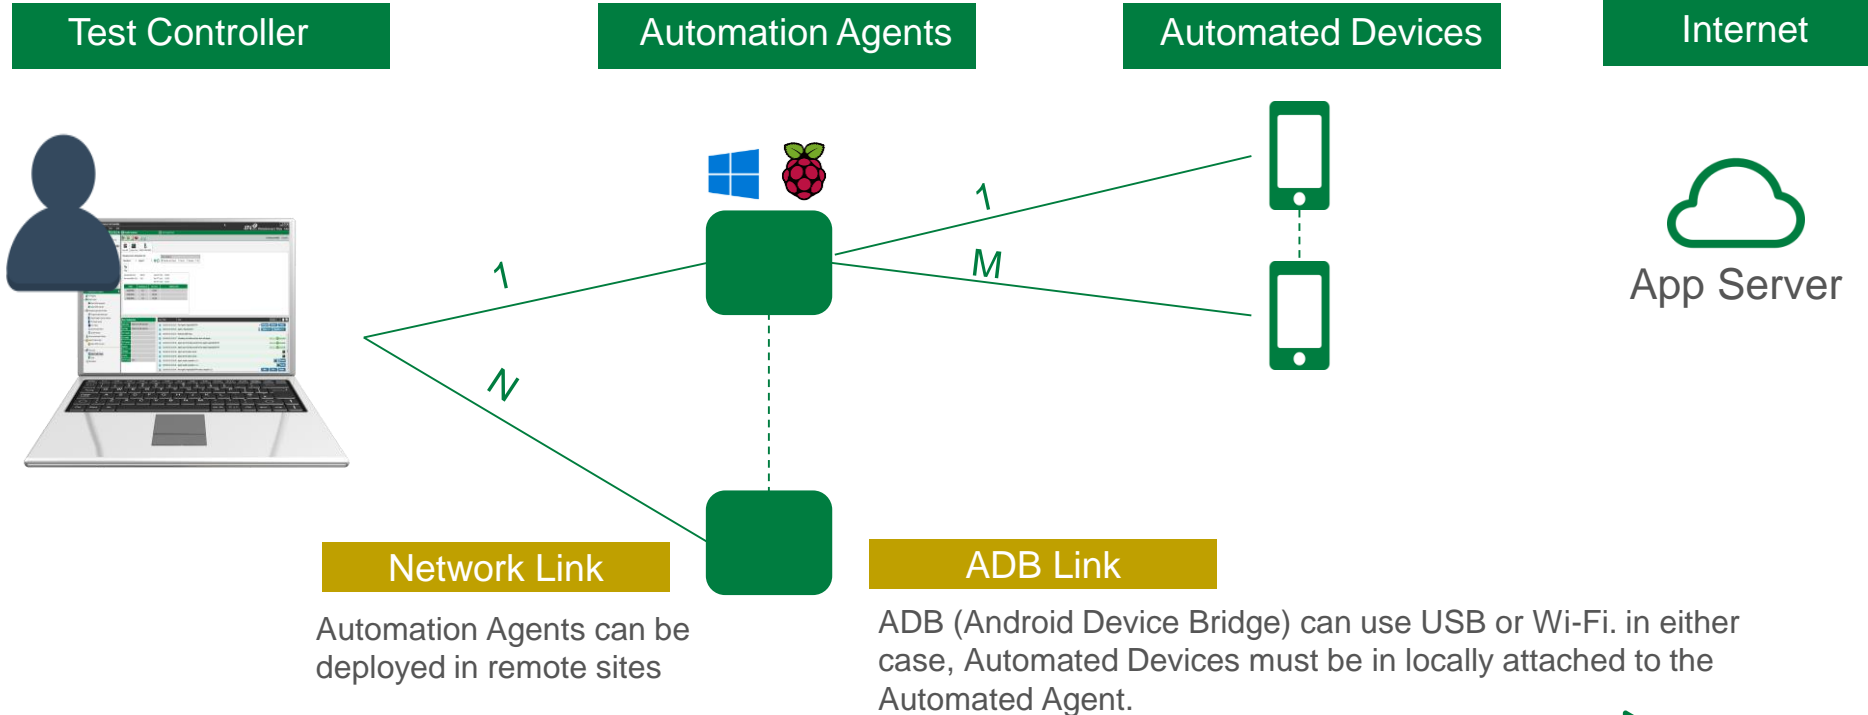 Test Controller
Automation Agents
Automated Devices
Internet
1
N
1
M
App Server
Network Link
ADB Link
Automation Agents can be
deployed in remote sites
ADB (Android Device Bridge) can use USB or Wi-Fi. in either
case, Automated Devices must be in locally attached to the
Automated Agent.